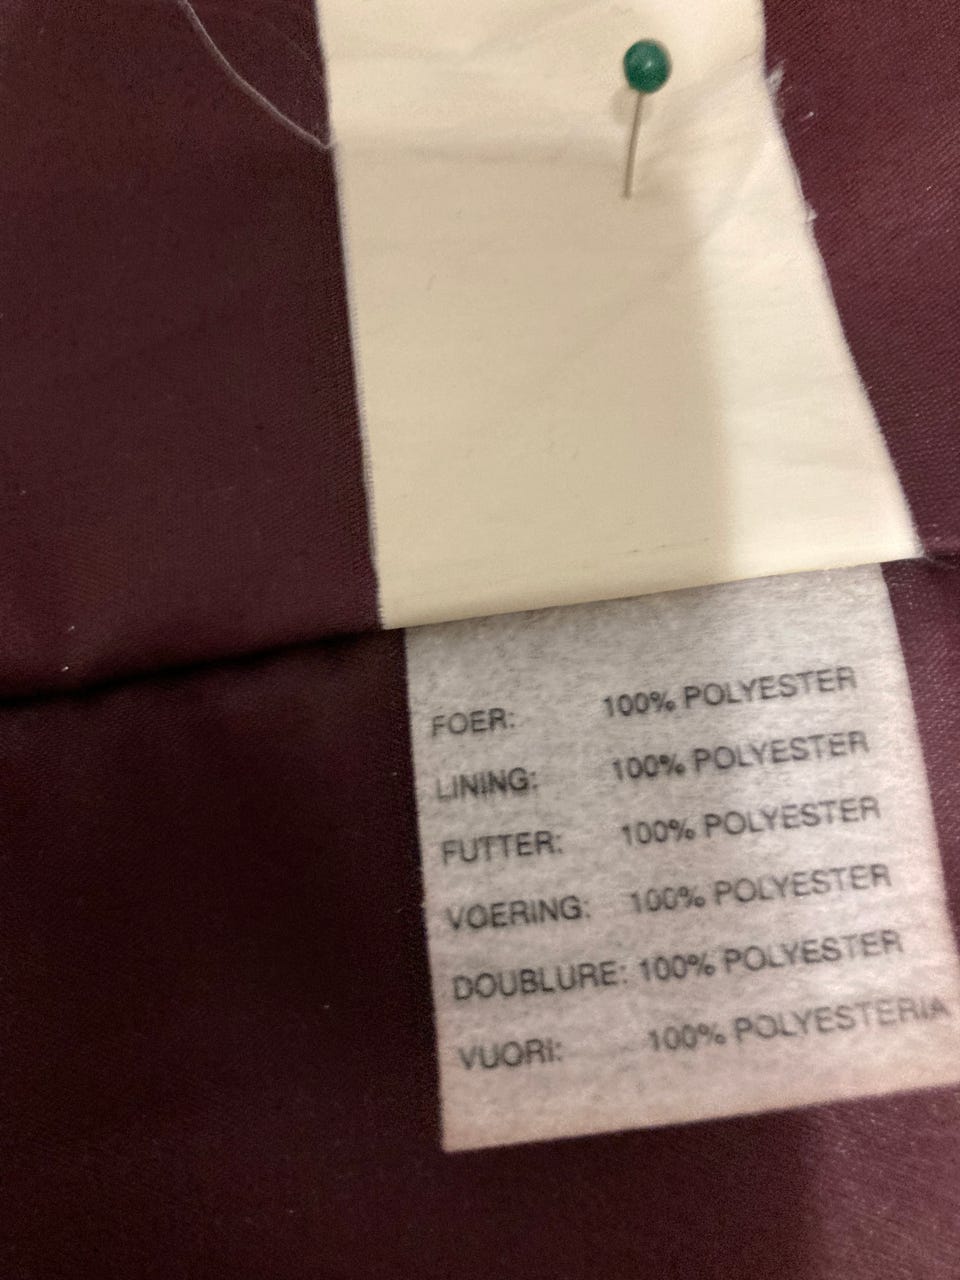 FOER: 100% POLYESTER
LINING: 100% POLYESTER
FUTTER: 100% POLYESTER
VOERING: 100% POLYESTER
DOUBLURE: 100% POLYESTER
VUORI: 100% POLYESTERIA